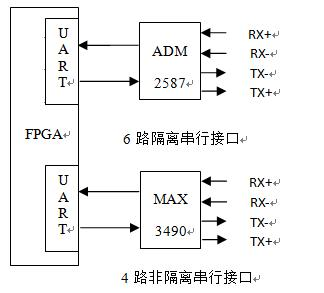 UART
ADM
2587
RX+
RX-
TX-
TX+
6 路隔离串行接口
FPGA
UART
MAX
3490
RX+
RX-
TX-
TX+
4 路非隔离串行接口